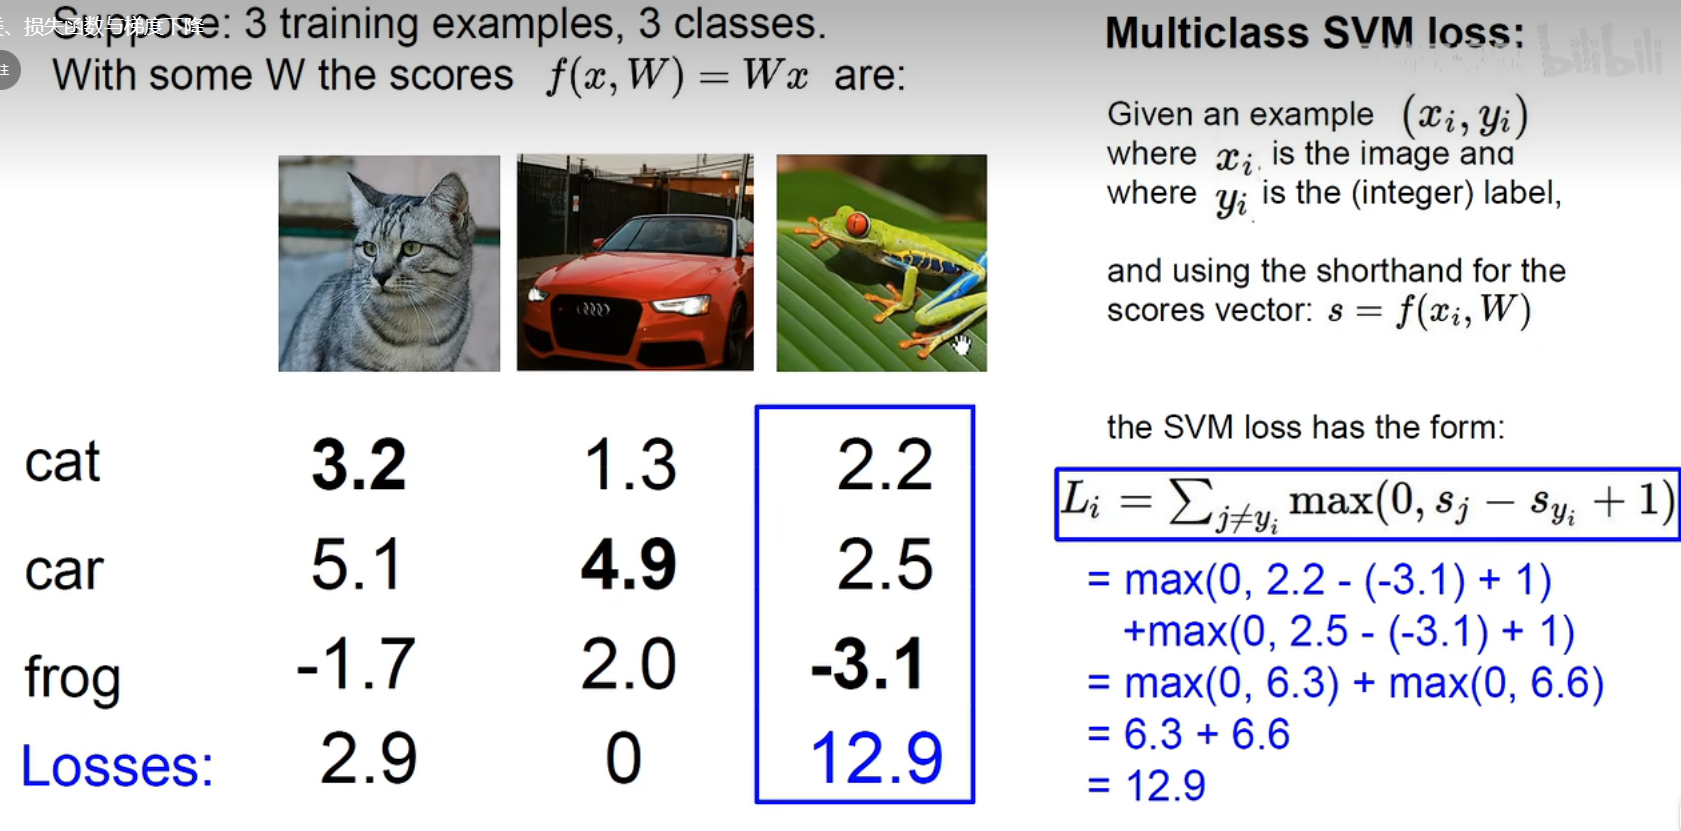 、损失函数与梯度下降
Suppose: 3 training examples, 3 classes.
With some W the scores f(x, W) = Wx are:
cat 3.2 1.3 2.2
car 5.1 4.9 2.5
frog -1.7 2.0 -3.1
Losses: 2.9 0 12.9
Multiclass SVM loss:
bilibili
Given an example (x_i, y_i)
where x_i is the image and
where y_i is the (integer) label,
and using the shorthand for the
scores vector: s = f(x_i, W)
the SVM loss has the form:
L_i = ∑_{j≠y_i} max(0, s_j − s_{y_i} + 1)
= max(0, 2.2 - (-3.1) + 1)
+max(0, 2.5 - (-3.1) + 1)
= max(0, 6.3) + max(0, 6.6)
= 6.3 + 6.6
= 12.9